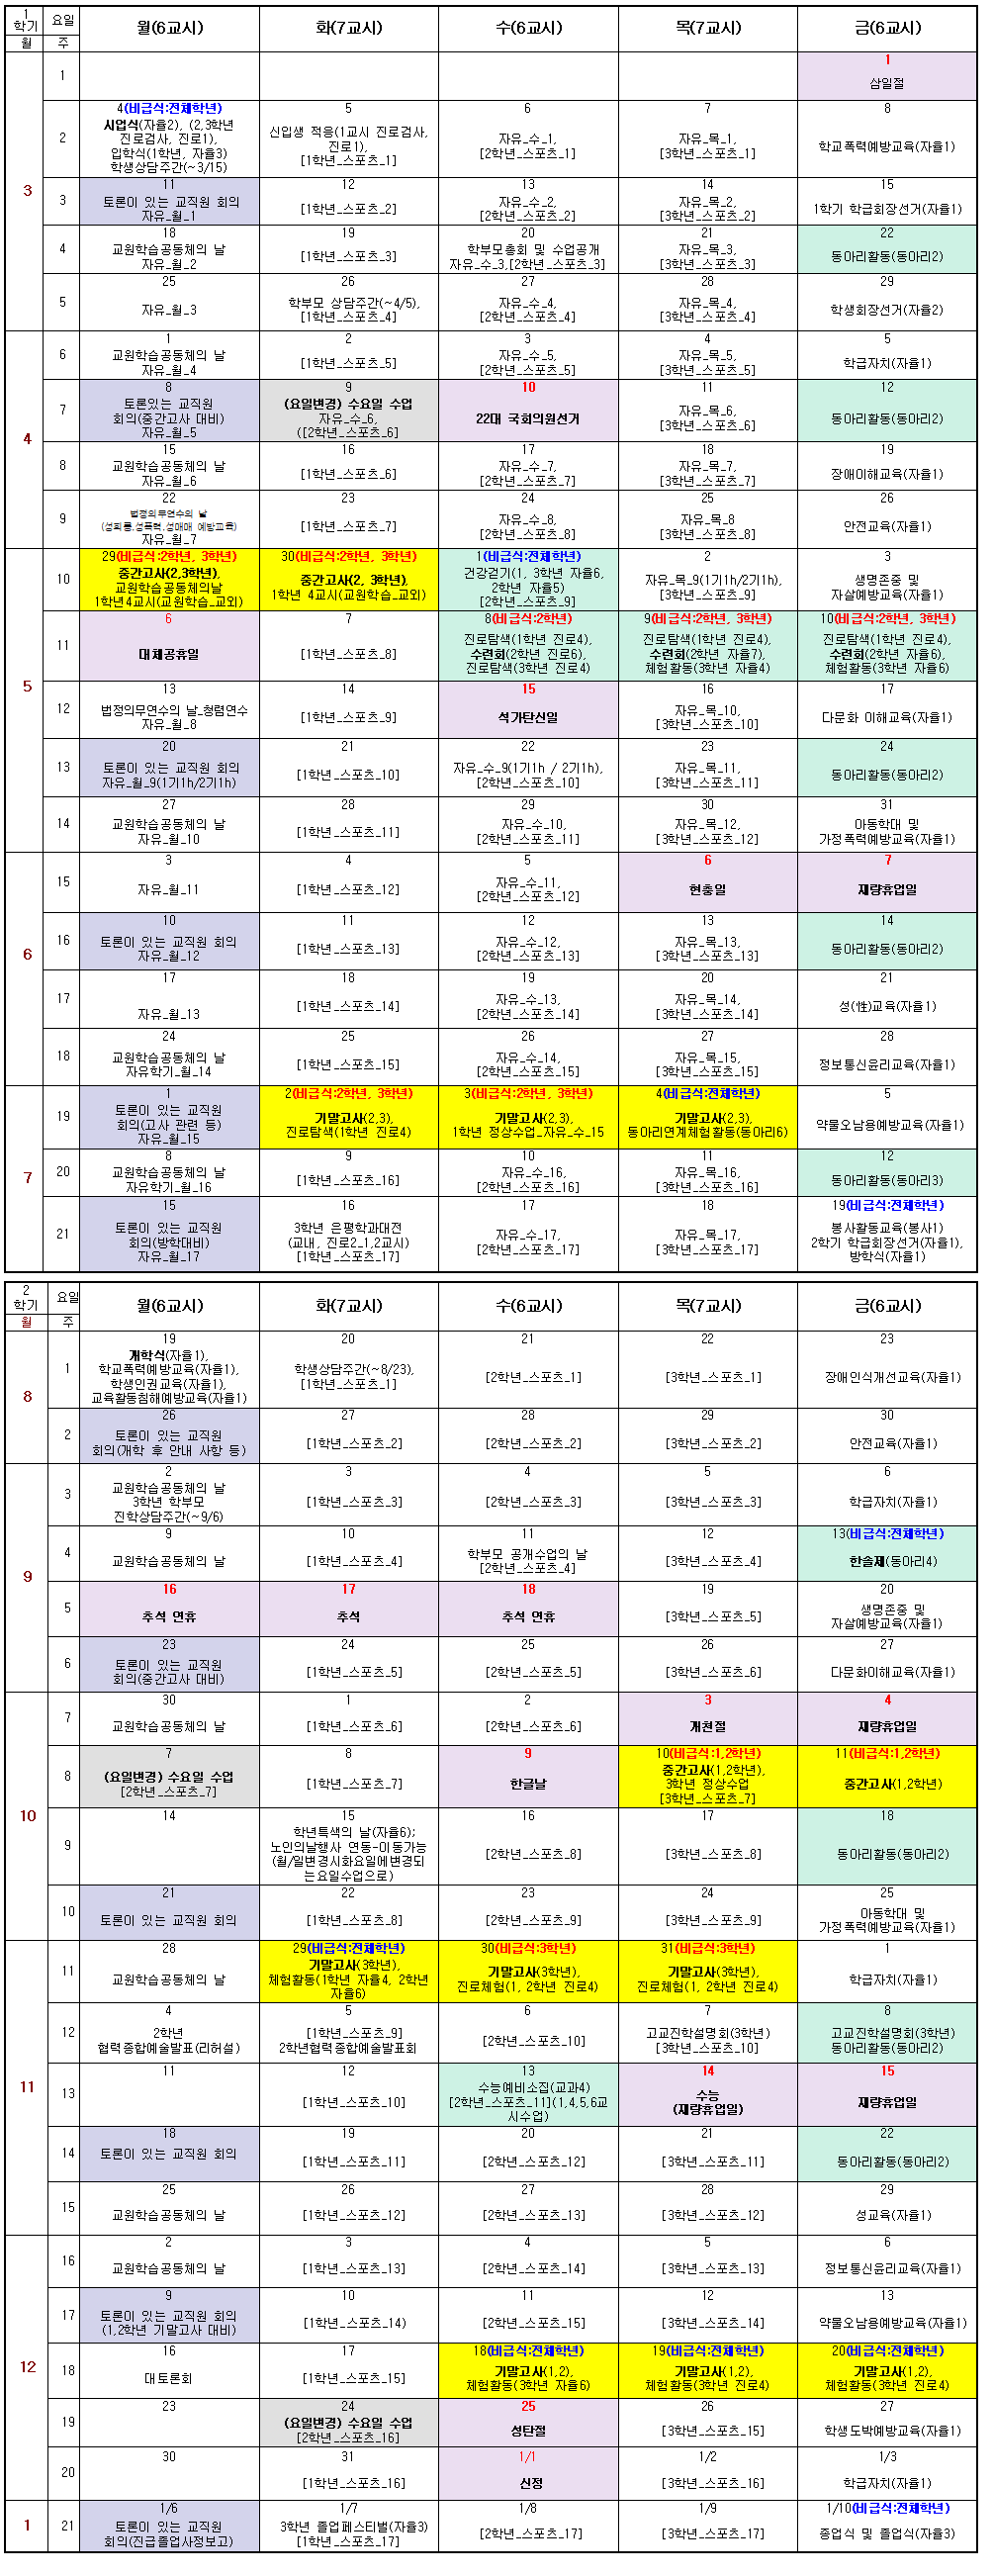 1
학기
요일
월(6교시)
화(7교시)
수(6교시)
목(7교시)
금(6교시)
월
주
3
1
1
삼일절
2
4(비급식:전체학년)
시업식(자율2), (2,3학년
진로검사, 진로1),
입학식(1학년, 자율3)
학생상담주간(~3/15)
5
신입생 적응(1교시 진로검사,
진로1),
[1학년_스포츠_1]
6
자유_수_1,
[2학년_스포츠_1]
7
자유_목_1,
[3학년_스포츠_1]
8
학교폭력예방교육(자율1)
3
11
토론이 있는 교직원 회의
자유_월_1
12
[1학년_스포츠_2]
13
자유_수_2,
[2학년_스포츠_2]
14
자유_목_2,
[3학년_스포츠_2]
15
1학기 학급회장선거(자율1)
4
18
교원학습공동체의 날
자유_월_2
19
[1학년_스포츠_3]
20
학부모총회 및 수업공개
자유_수_3,[2학년_스포츠_3]
21
자유_목_3,
[3학년_스포츠_3]
22
동아리활동(동아리2)
5
25
자유_월_3
26
학부모 상담주간(~4/5),
[1학년_스포츠_4]
27
자유_수_4,
[2학년_스포츠_4]
28
자유_목_4,
[3학년_스포츠_4]
29
학생회장선거(자율2)
4
6
1
교원학습공동체의 날
자유_월_4
2
[1학년_스포츠_5]
3
자유_수_5,
[2학년_스포츠_5]
4
자유_목_5,
[3학년_스포츠_5]
5
학급자치(자율1)
7
8
토론있는 교직원
회의(중간고사 대비)
자유_월_5
9
(요일변경) 수요일 수업
자유_수_6,
([2학년_스포츠_6]
10
22대 국회의원선거
11
자유_목_6,
[3학년_스포츠_6]
12
동아리활동(동아리2)
8
15
교원학습공동체의 날
자유_월_6
16
[1학년_스포츠_6]
17
자유_수_7,
[2학년_스포츠_7]
18
자유_목_7,
[3학년_스포츠_7]
19
장애이해교육(자율1)
9
22
법정의무연수의 날
(성희롱.성폭력.성매매 예방교육)
자유_월_7
23
[1학년_스포츠_7]
24
자유_수_8,
[2학년_스포츠_8]
25
자유_목_8
[3학년_스포츠_8]
26
안전교육(자율1)
5
10
29(비급식:2학년, 3학년)
중간고사(2,3학년),
교원학습공동체의날
1학년4교시(교원학습_교외)
30(비급식:2학년, 3학년)
중간고사(2, 3학년),
1학년 4교시(교원학습_교외)
1(비급식:전체학년)
건강걷기(1, 3학년 자율6,
2학년 자율5)
[2학년_스포츠_9]
2
자유_목_9(1기1h/2기1h),
[3학년_스포츠_9]
3
생명존중 및
자살예방교육(자율1)
11
6
대체공휴일
7
[1학년_스포츠_8]
8(비급식:2학년)
진로탐색(1학년 진로4),
수련회(2학년 진로6),
진로탐색(3학년 진로4)
9(비급식:2학년, 3학년)
진로탐색(1학년 진로4),
수련회(2학년 자율7),
체험활동(3학년 자율4)
10(비급식:2학년, 3학년)
진로탐색(1학년 진로4),
수련회(2학년 자율6),
체험활동(3학년 자율6)
12
13
법정의무연수의 날_청렴연수
자유_월_8
14
[1학년_스포츠_9]
15
석가탄신일
16
자유_목_10,
[3학년_스포츠_10]
17
다문화 이해교육(자율1)
13
20
토론이 있는 교직원 회의
자유_월_9(1기1h/2기1h)
21
[1학년_스포츠_10]
22
자유_수_9(1기1h / 2기1h),
[2학년_스포츠_10]
23
자유_목_11,
[3학년_스포츠_11]
24
동아리활동(동아리2)
14
27
교원학습공동체의 날
자유_월_10
28
[1학년_스포츠_11]
29
자유_수_10,
[2학년_스포츠_11]
30
자유_목_12,
[3학년_스포츠_12]
31
아동학대 및
가정폭력예방교육(자율1)
6
15
3
자유_월_11
4
[1학년_스포츠_12]
5
자유_수_11,
[2학년_스포츠_12]
6
현충일
7
재량휴업일
16
10
토론이 있는 교직원 회의
자유_월_12
11
[1학년_스포츠_13]
12
자유_수_12,
[2학년_스포츠_13]
13
자유_목_13,
[3학년_스포츠_13]
14
동아리활동(동아리2)
17
17
자유_월_13
18
[1학년_스포츠_14]
19
자유_수_13,
[2학년_스포츠_14]
20
자유_목_14,
[3학년_스포츠_14]
21
성(性)교육(자율1)
18
24
교원학습공동체의 날
자유학기_월_14
25
[1학년_스포츠_15]
26
자유_수_14,
[2학년_스포츠_15]
27
자유_목_15,
[3학년_스포츠_15]
28
정보통신윤리교육(자율1)
7
19
1
토론이 있는 교직원
회의(고사 관련 등)
자유_월_15
2(비급식:2학년, 3학년)
기말고사(2,3),
진로탐색(1학년 진로4)
3(비급식:2학년, 3학년)
기말고사(2,3),
1학년 정상수업_자유_수_15
4(비급식:전체학년)
기말고사(2,3),
동아리연계체험활동(동아리6)
5
약물오남용예방교육(자율1)
20
8
교원학습공동체의 날
자유학기_월_16
9
[1학년_스포츠_16]
10
자유_수_16,
[2학년_스포츠_16]
11
자유_목_16,
[3학년_스포츠_16]
12
동아리활동(동아리3)
21
15
토론이 있는 교직원
회의(방학대비)
자유_월_17
16
3학년 은평학과대전
(교내, 진로2_1,2교시)
[1학년_스포츠_17]
17
자유_수_17,
[2학년_스포츠_17]
18
자유_목_17,
[3학년_스포츠_17]
19(비급식:전체학년)
봉사활동교육(봉사1)
2학기 학급회장선거(자율1),
방학식(자율1)
2
학기
요일
월(6교시)
화(7교시)
수(6교시)
목(7교시)
금(6교시)
월
주
8
1
19
개학식(자율1),
학교폭력예방교육(자율1),
학생인권교육(자율1),
교육활동침해예방교육(자율1)
20
학생상담주간(~8/23),
[1학년_스포츠_1]
21
[2학년_스포츠_1]
22
[3학년_스포츠_1]
23
장애인식개선교육(자율1)
2
26
토론이 있는 교직원
회의(개학 후 안내 사항 등)
27
[1학년_스포츠_2]
28
[2학년_스포츠_2]
29
[3학년_스포츠_2]
30
안전교육(자율1)
9
3
2
교원학습공동체의 날
3학년 학부모
진학상담주간(~9/6)
3
[1학년_스포츠_3]
4
[2학년_스포츠_3]
5
[3학년_스포츠_3]
6
학급자치(자율1)
4
9
교원학습공동체의 날
10
[1학년_스포츠_4]
11
학부모 공개수업의 날
[2학년_스포츠_4]
12
[3학년_스포츠_4]
13(비급식:전체학년)
한솔제(동아리4)
5
16
추석 연휴
17
추석
18
추석 연휴
19
[3학년_스포츠_5]
20
생명존중 및
자살예방교육(자율1)
6
23
토론이 있는 교직원
회의(중간고사 대비)
24
[1학년_스포츠_5]
25
[2학년_스포츠_5]
26
[3학년_스포츠_6]
27
다문화이해교육(자율1)
10
7
30
교원학습공동체의 날
1
[1학년_스포츠_6]
2
[2학년_스포츠_6]
3
개천절
4
재량휴업일
8
7
(요일변경) 수요일 수업
[2학년_스포츠_7]
8
[1학년_스포츠_7]
9
한글날
10(비급식:1,2학년)
중간고사(1,2학년),
3학년 정상수업
[3학년_스포츠_7]
11(비급식:1,2학년)
중간고사(1,2학년)
9
14
15
학년특색의 날(자율6);
노인의날행사 연동-이동가능
(월/일변경시화요일에변경되
는요일수업으로)
16
[2학년_스포츠_8]
17
[3학년_스포츠_8]
18
동아리활동(동아리2)
10
21
토론이 있는 교직원 회의
22
[1학년_스포츠_8]
23
[2학년_스포츠_9]
24
[3학년_스포츠_9]
25
아동학대 및
가정폭력예방교육(자율1)
11
11
28
교원학습공동체의 날
29(비급식:전체학년)
기말고사(3학년),
체험활동(1학년 자율4, 2학년
자율6)
30(비급식:3학년)
기말고사(3학년),
진로체험(1, 2학년 진로4)
31(비급식:3학년)
기말고사(3학년),
진로체험(1, 2학년 진로4)
1
학급자치(자율1)
12
4
2학년
협력종합예술발표(리허설)
5
[1학년_스포츠_9]
2학년협력종합예술발표회
6
[2학년_스포츠_10]
7
고교진학설명회(3학년)
[3학년_스포츠_10]
8
고교진학설명회(3학년)
동아리활동(동아리2)
13
11
12
[1학년_스포츠_10]
13
수능예비소집(교과4)
[2학년_스포츠_11](1,4,5,6교
시수업)
14
수능
(재량휴업일)
15
재량휴업일
14
18
토론이 있는 교직원 회의
19
[1학년_스포츠_11]
20
[2학년_스포츠_12]
21
[3학년_스포츠_11]
22
동아리활동(동아리2)
15
25
교원학습공동체의 날
26
[1학년_스포츠_12]
27
[2학년_스포츠_13]
28
[3학년_스포츠_12]
29
성교육(자율1)
12
16
2
교원학습공동체의 날
3
[1학년_스포츠_13]
4
[2학년_스포츠_14]
5
[3학년_스포츠_13]
6
정보통신윤리교육(자율1)
17
9
토론이 있는 교직원 회의
(1,2학년 기말고사 대비)
10
[1학년_스포츠_14)
11
[2학년_스포츠_15]
12
[3학년_스포츠_14]
13
약물오남용예방교육(자율1)
18
16
대토론회
17
[1학년_스포츠_15]
18(비급식:전체학년)
기말고사(1,2),
체험활동(3학년 자율6)
19(비급식:전체학년)
기말고사(1,2),
체험활동(3학년 진로4)
20(비급식:전체학년)
기말고사(1,2),
체험활동(3학년 진로4)
19
23
24
(요일변경) 수요일 수업
[2학년_스포츠_16]
25
성탄절
26
[3학년_스포츠_15]
27
학생도박예방교육(자율1)
20
30
31
[1학년_스포츠_16]
1/1
신정
1/2
[3학년_스포츠_16]
1/3
학급자치(자율1)
1
21
1/6
토론이 있는 교직원
회의(진급졸업사정보고)
1/7
3학년 졸업페스티벌(자율3)
[1학년_스포츠_17]
1/8
[2학년_스포츠_17]
1/9
[3학년_스포츠_17]
1/10(비급식:전체학년)
종업식 및 졸업식(자율3)